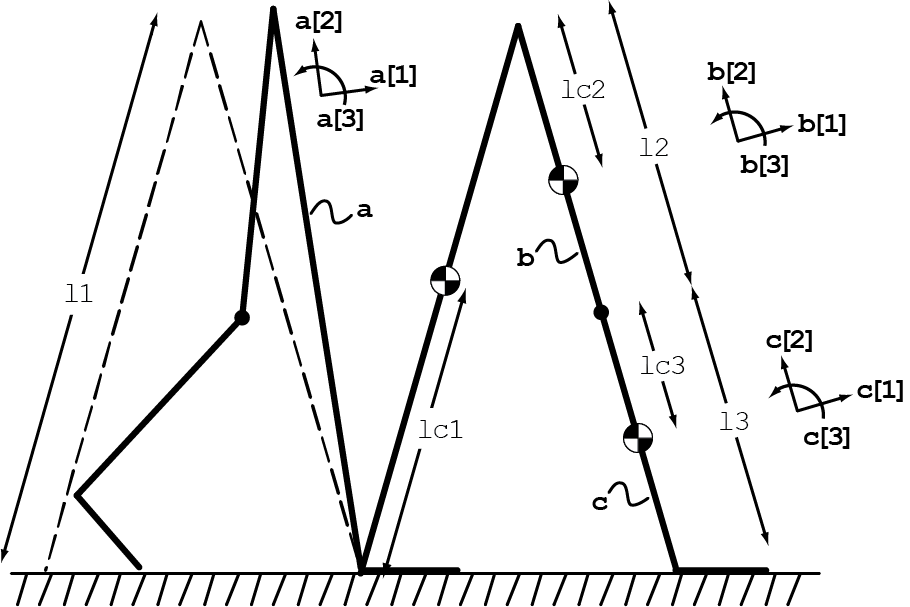 a[2]
a[1]
a[3]
lc2
b[2]
b[1]
b[3]
l2
a
b
l1
lc3
c[2]
c[1]
c[3]
l3
lc1
c